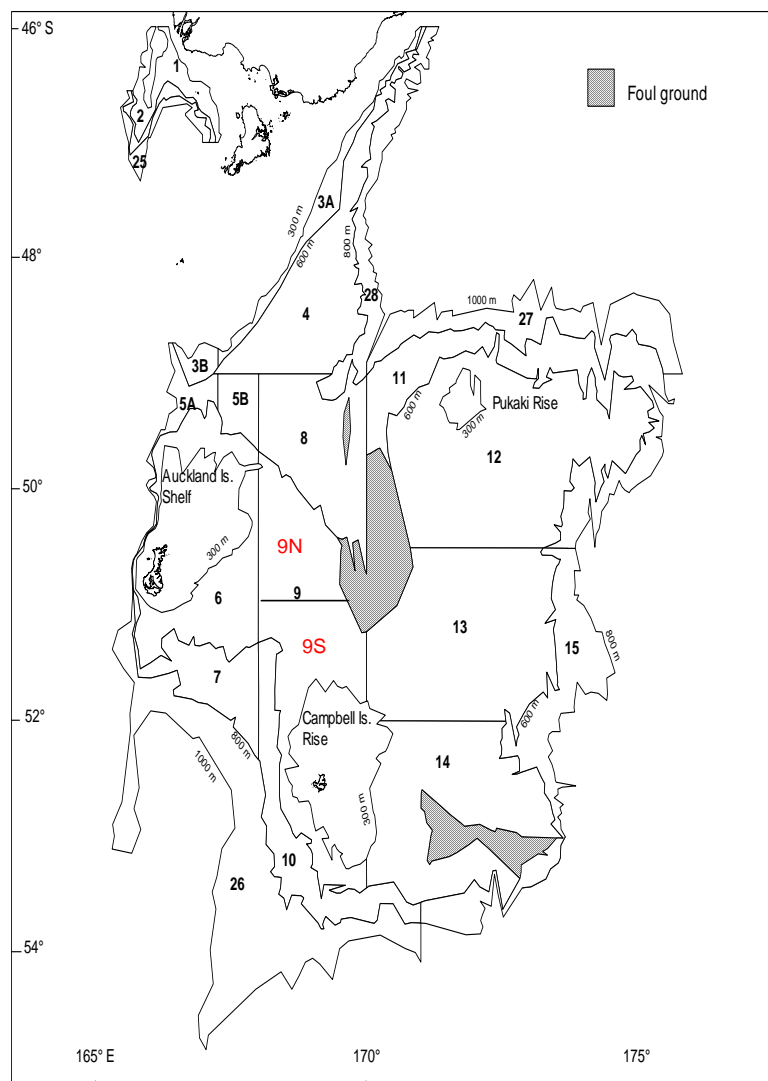 46° S
1
Foul ground
2
25
3A
300 m
600 m
800 m
48°
28
1000 m
27
4
3B
11
5A
5B
600 m
Pukaki Rise
300 m
8
12
Auckland Is.
Shelf
50°
9N
300 m
9
6
13
9S
15
800 m
7
600 m
52°
Campbell Is.
Rise
800 m
1000 m
14
300 m
10
26
54°
165° E
170°
175°